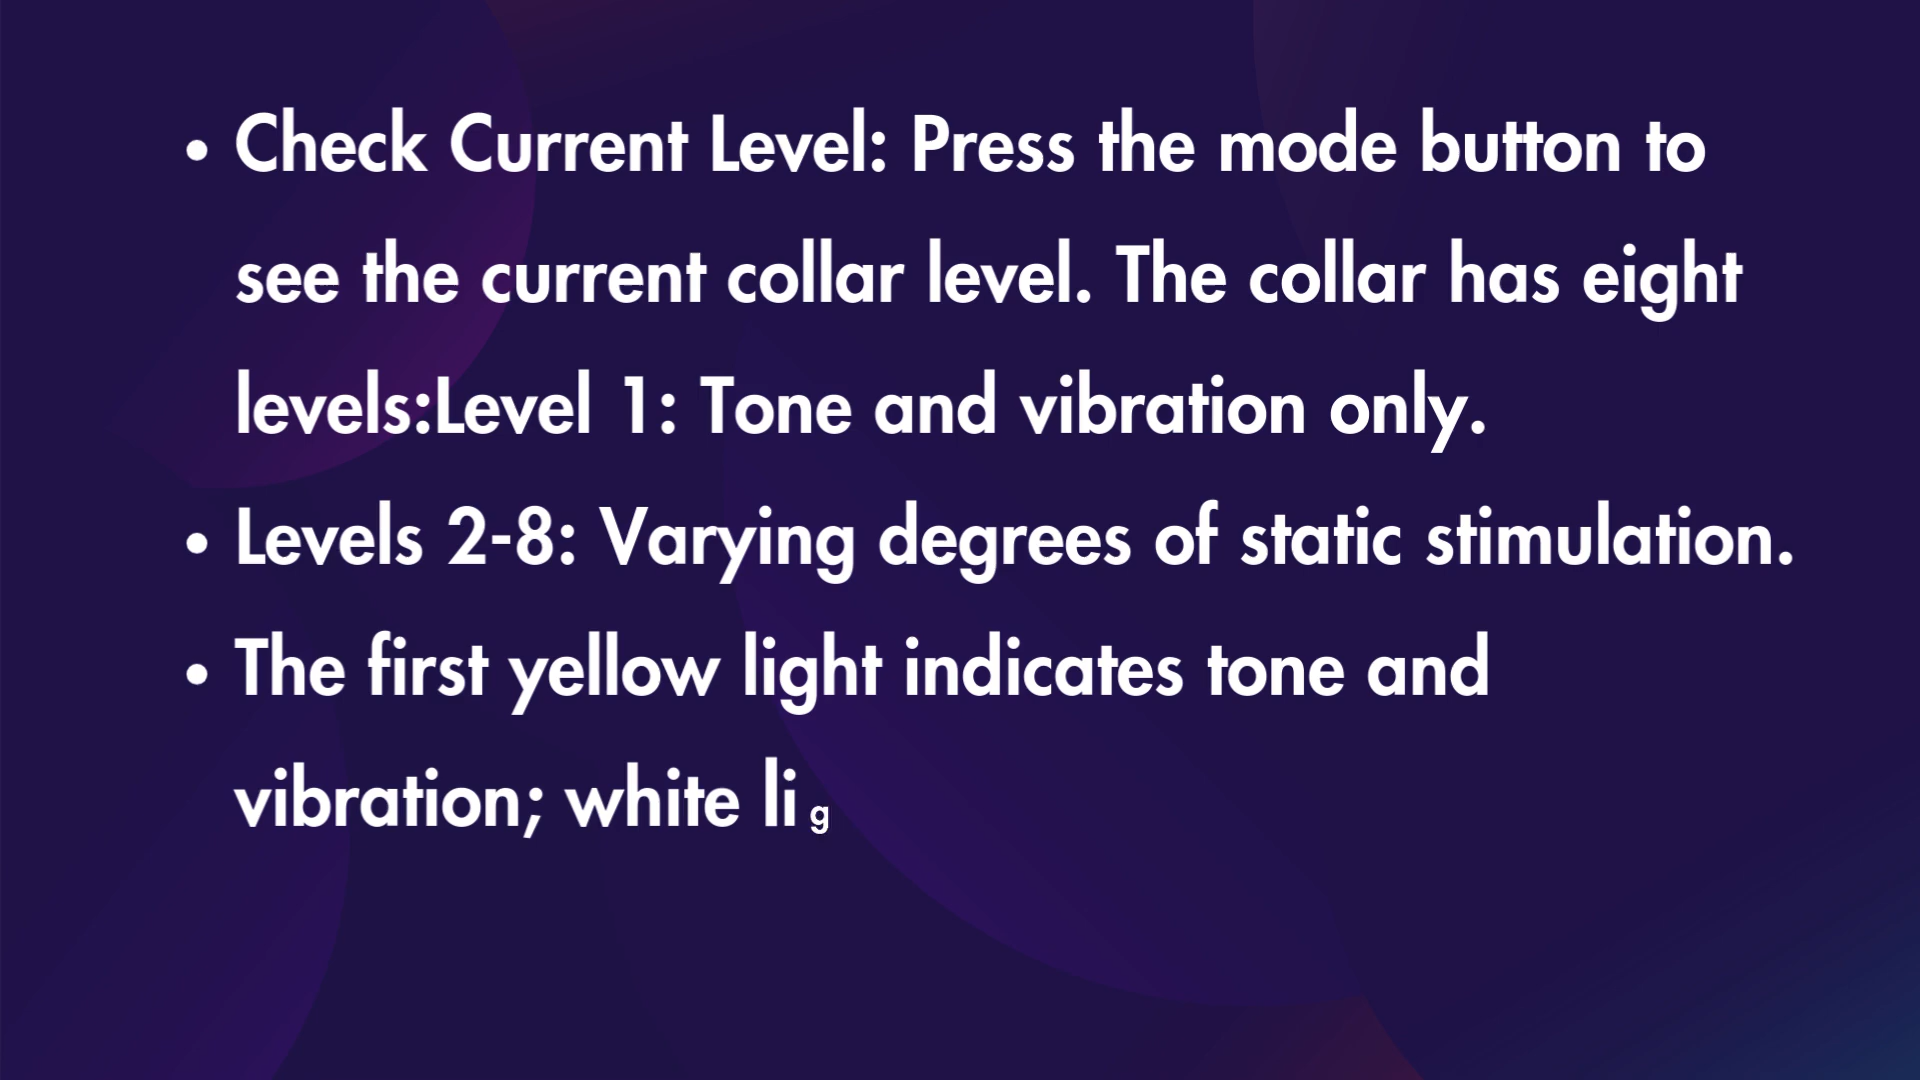 • Check Current Level: Press the mode button to
see the current collar level. The collar has eight
levels:Level 1: Tone and vibration only.
• Levels 2-8: Varying degrees of static stimulation.
• The first yellow light indicates tone and
vibration; white lig